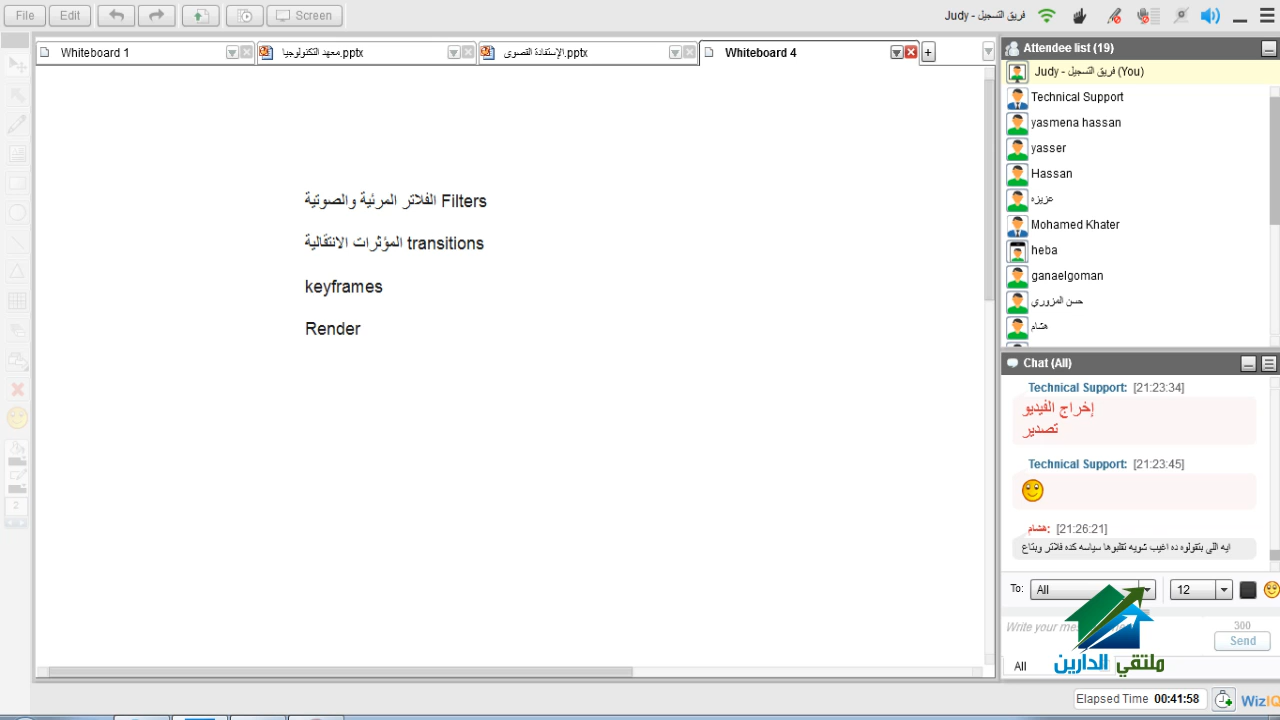 File
Edit
Screen
Judy - فريق التسجيل
Whiteboard 1
معهد التكنولوجيا.pptx
الإستفادة القصوى.pptx
Whiteboard 4
الفلاتر المرئية والصوتية Filters
المؤثرات الانتقالية transitions
keyframes
Render
Attendee list (19)
Judy - فريق التسجيل (You)
Technical Support
yasmena hassan
yasser
Hassan
عزيزه
Mohamed Khater
heba
ganaelgoman
حسن المزوري
هشام
Chat (All)
Technical Support: [21:23:34]
إخراج الفيديو
تصدير
Technical Support: [21:23:45]
هشام: [21:26:21]
ايه اللى بتقولوه ده اغيب شويه تقلبوها سياسه كده فلاتر وبتاع
To: All 12
Write your me
300
Send
ملتقي الدارين
All
Elapsed Time 00:41:58
WizIQ
2